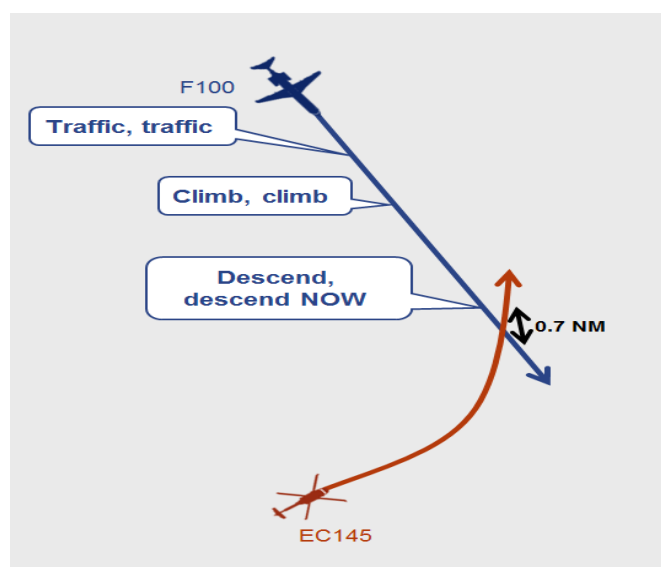 F100
Traffic, traffic
Climb, climb
Descend,
descend NOW
0.7 NM
EC145